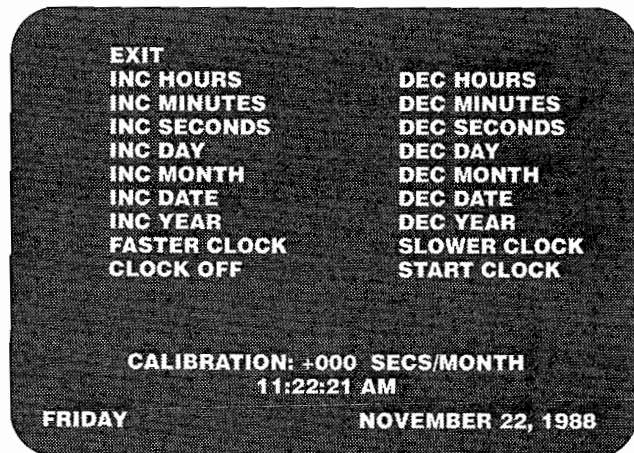 EXIT
INC HOURS DEC HOURS
INC MINUTES DEC MINUTES
INC SECONDS DEC SECONDS
INC DAY DEC DAY
INC MONTH DEC MONTH
INC DATE DEC DATE
INC YEAR DEC YEAR
FASTER CLOCK SLOWER CLOCK
CLOCK OFF START CLOCK
CALIBRATION: +000 SECS/MONTH
11:22:21 AM
FRIDAY NOVEMBER 22, 1988